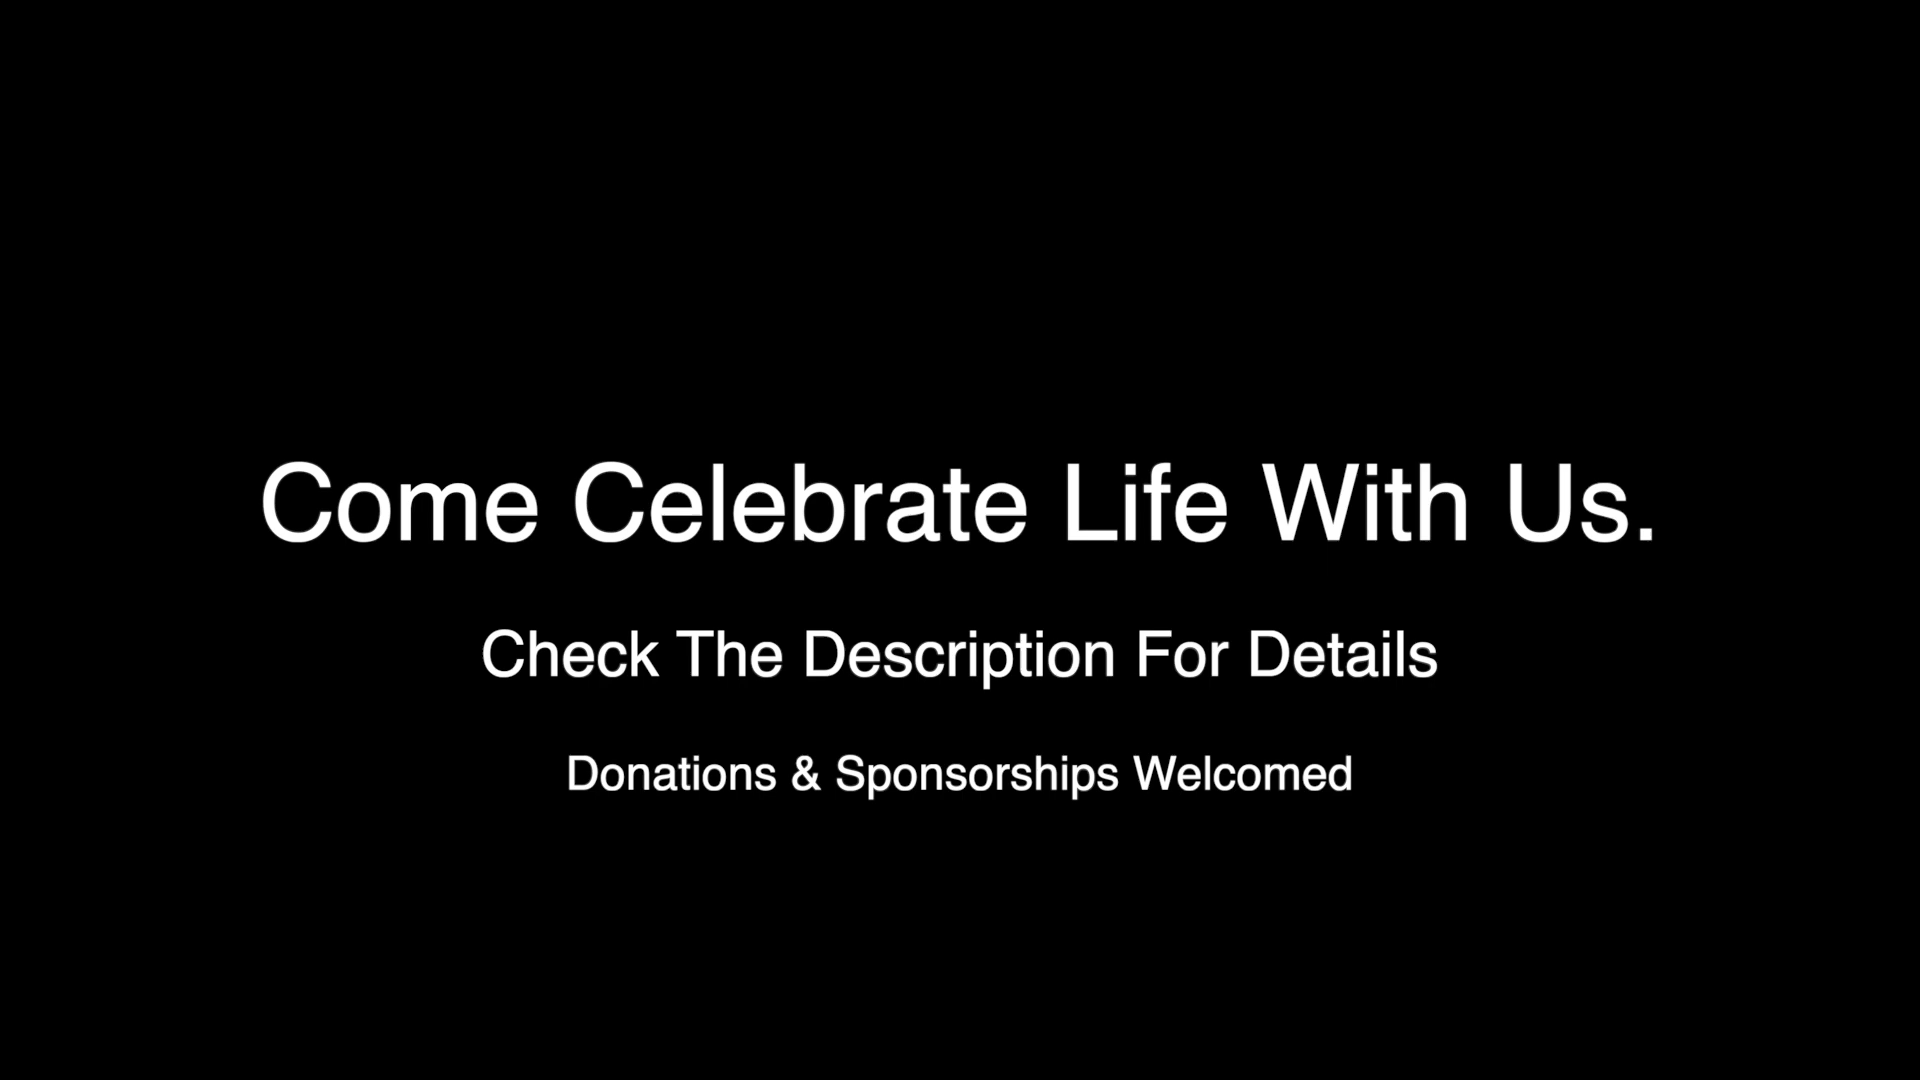 Come Celebrate Life With Us.
Check The Description For Details
Donations & Sponsorships Welcomed